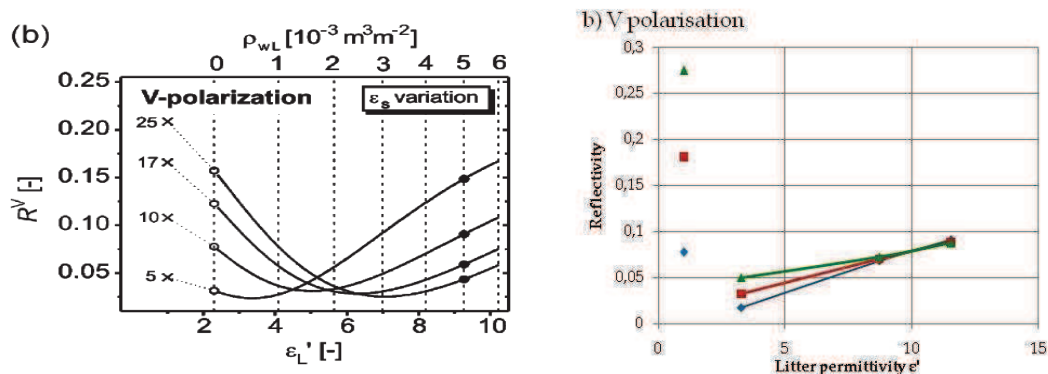 (b)
ρwL [10⁻³ m³m⁻²]
0 1 2 3 4 5 6
0.25
0.20
0.15
0.10
0.05
Rⱽ [-]
V-polarization
εs variation
25 ×
17 ×
10 ×
5 ×
2 4 6 8 10
εL' [-]
b) V polarisation
0,3
0,25
0,2
0,15
0,1
0,05
0
Reflectivity
0 5 10 15
Litter permittivity ε'